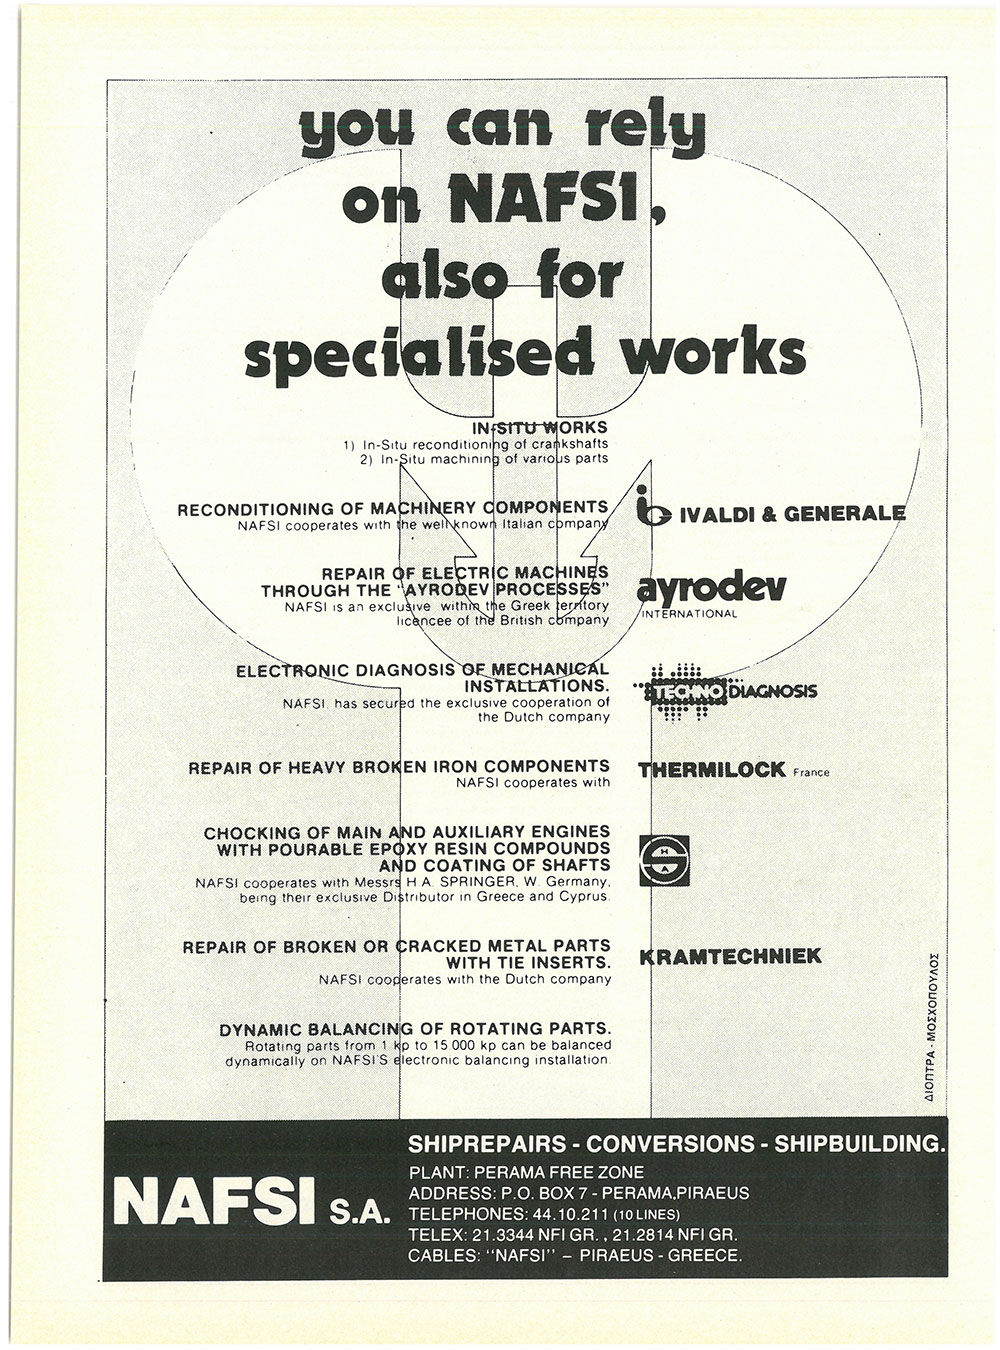 you can rely
on NAFSI,
also for
specialised works
IN-SITU WORKS
1) In-Situ reconditioning of crankshafts
2) In-Situ machining of various parts
RECONDITIONING OF MACHINERY COMPONENTS
NAFSI cooperates with the well known Italian company
IVALDI & GENERALE
REPAIR OF ELECTRIC MACHINES
THROUGH THE "AYRODEV PROCESSES"
NAFSI is an exclusive within the Greek territory
licencee of the British company
ayrodev
INTERNATIONAL
ELECTRONIC DIAGNOSIS OF MECHANICAL
INSTALLATIONS.
NAFSI has secured the exclusive cooperation of
the Dutch company
TECHNO DIAGNOSIS
REPAIR OF HEAVY BROKEN IRON COMPONENTS
NAFSI cooperates with
THERMILOCK France
CHOCKING OF MAIN AND AUXILIARY ENGINES
WITH POURABLE EPOXY RESIN COMPOUNDS
AND COATING OF SHAFTS
NAFSI cooperates with Messrs H.A. SPRINGER, W. Germany,
being their exclusive Distributor in Greece and Cyprus.
H
S
A
REPAIR OF BROKEN OR CRACKED METAL PARTS
WITH TIE INSERTS.
NAFSI cooperates with the Dutch company
KRAMTECHNIEK
DYNAMIC BALANCING OF ROTATING PARTS.
Rotating parts from 1 kp to 15 000 kp can be balanced
dynamically on NAFSI'S electronic balancing installation.
ΔΙΟΠΤΡΑ - ΜΟΣΧΟΠΟΥΛΟΣ
NAFSI S.A.
SHIPREPAIRS - CONVERSIONS - SHIPBUILDING.
PLANT: PERAMA FREE ZONE
ADDRESS: P.O. BOX 7 - PERAMA,PIRAEUS
TELEPHONES: 44.10.211 (10 LINES)
TELEX: 21.3344 NFI GR. , 21.2814 NFI GR.
CABLES: "NAFSI" – PIRAEUS - GREECE.